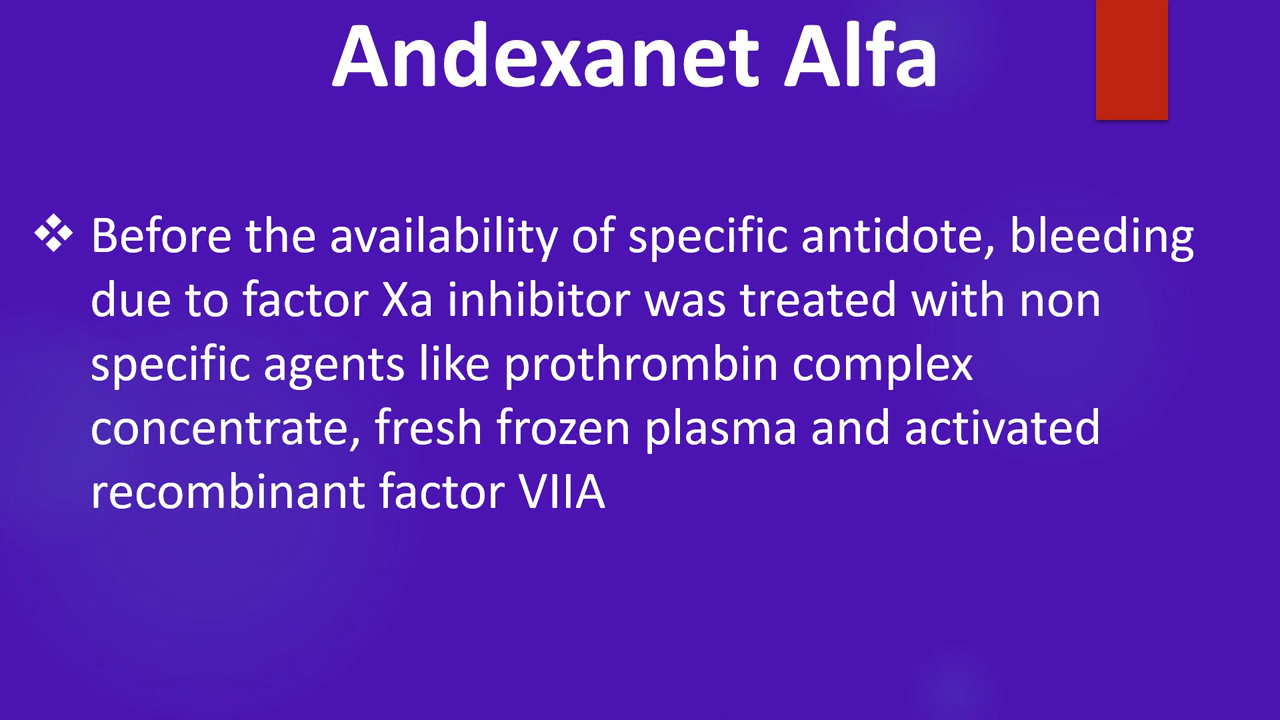 Andexanet Alfa
❖ Before the availability of specific antidote, bleeding
due to factor Xa inhibitor was treated with non
specific agents like prothrombin complex
concentrate, fresh frozen plasma and activated
recombinant factor VIIA